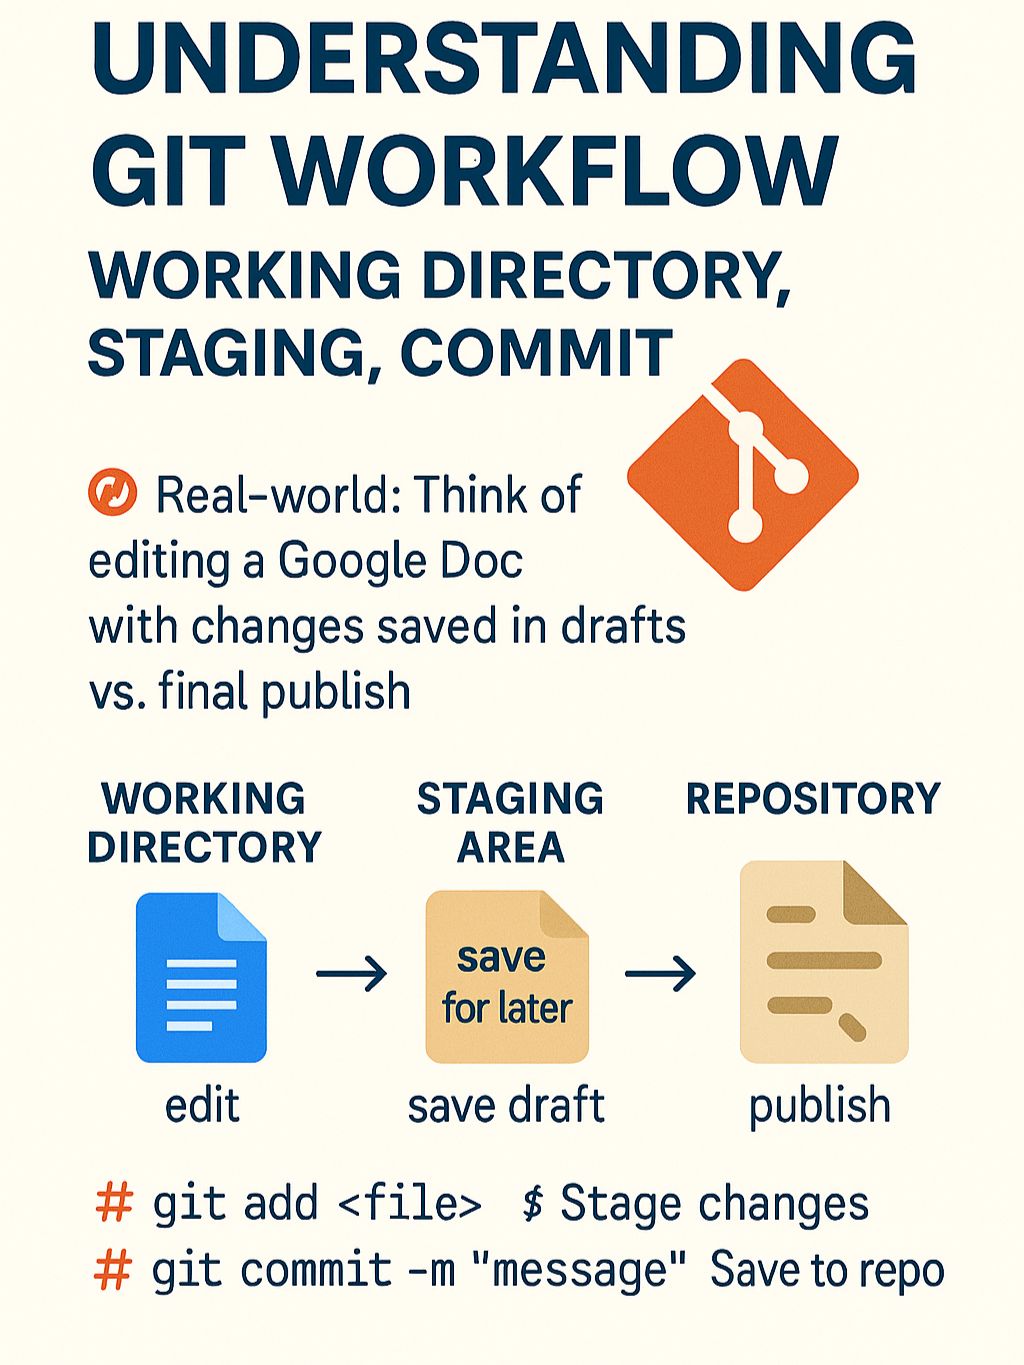 UNDERSTANDING
GIT WORKFLOW
WORKING DIRECTORY,
STAGING, COMMIT
Real-world: Think of
editing a Google Doc
with changes saved in drafts
vs. final publish
WORKING
DIRECTORY
STAGING
AREA
REPOSITORY
save
for later
edit
save draft
publish
# git add <file> $ Stage changes
# git commit -m "message" Save to repo